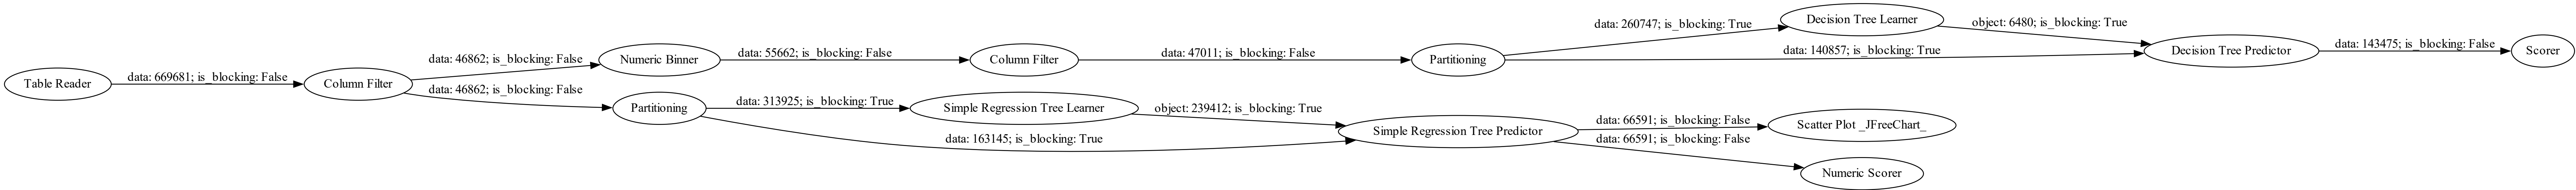 Table Reader
data: 669681; is_blocking: False
Column Filter
data: 46862; is_blocking: False
Numeric Binner
data: 55662; is_blocking: False
Column Filter
data: 47011; is_blocking: False
Partitioning
data: 260747; is_blocking: True
Decision Tree Learner
object: 6480; is_blocking: True
data: 140857; is_blocking: True
Decision Tree Predictor
data: 143475; is_blocking: False
Scorer
data: 46862; is_blocking: False
Partitioning
data: 313925; is_blocking: True
Simple Regression Tree Learner
object: 239412; is_blocking: True
data: 163145; is_blocking: True
Simple Regression Tree Predictor
data: 66591; is_blocking: False
Scatter Plot _JFreeChart_
data: 66591; is_blocking: False
Numeric Scorer